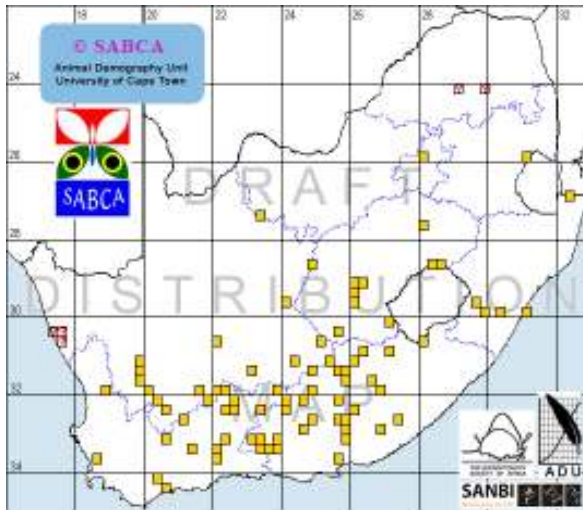 © SABCA
Animal Demography Unit
University of Cape Town
18 20 22 24 26 28 32
24
SABCA
26
DRAFT
28
DISTRIBUTION
30
32
MAP
34
ADU
SANBI